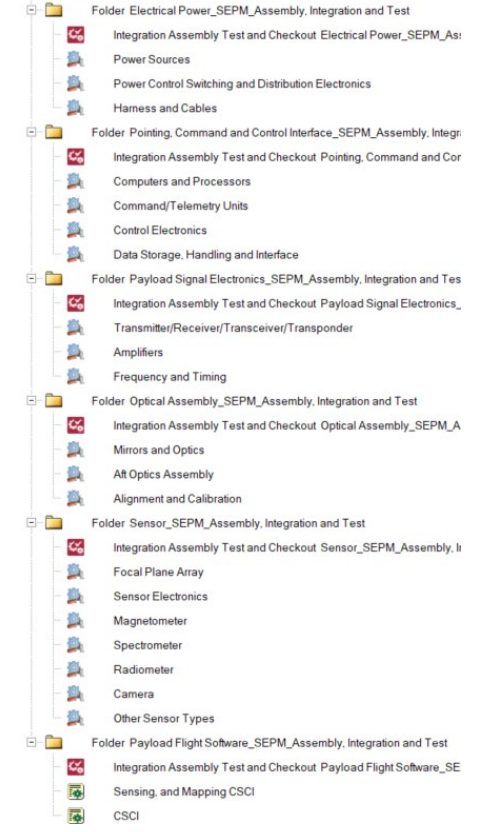 Folder Electrical Power_SEPM_Assembly, Integration and Test
Integration Assembly Test and Checkout Electrical Power_SEPM_Ass
Power Sources
Power Control Switching and Distribution Electronics
Harness and Cables
Folder Pointing, Command and Control Interface_SEPM_Assembly, Integra
Integration Assembly Test and Checkout Pointing, Command and Con
Computers and Processors
Command/Telemetry Units
Control Electronics
Data Storage, Handling and Interface
Folder Payload Signal Electronics_SEPM_Assembly, Integration and Tes
Integration Assembly Test and Checkout Payload Signal Electronics_
Transmitter/Receiver/Transceiver/Transponder
Amplifiers
Frequency and Timing
Folder Optical Assembly_SEPM_Assembly, Integration and Test
Integration Assembly Test and Checkout Optical Assembly_SEPM_A
Mirrors and Optics
Aft Optics Assembly
Alignment and Calibration
Folder Sensor_SEPM_Assembly, Integration and Test
Integration Assembly Test and Checkout Sensor_SEPM_Assembly, I
Focal Plane Array
Sensor Electronics
Magnetometer
Spectrometer
Radiometer
Camera
Other Sensor Types
Folder Payload Flight Software_SEPM_Assembly, Integration and Test
Integration Assembly Test and Checkout Payload Flight Software_SE
Sensing, and Mapping CSCI
CSCI